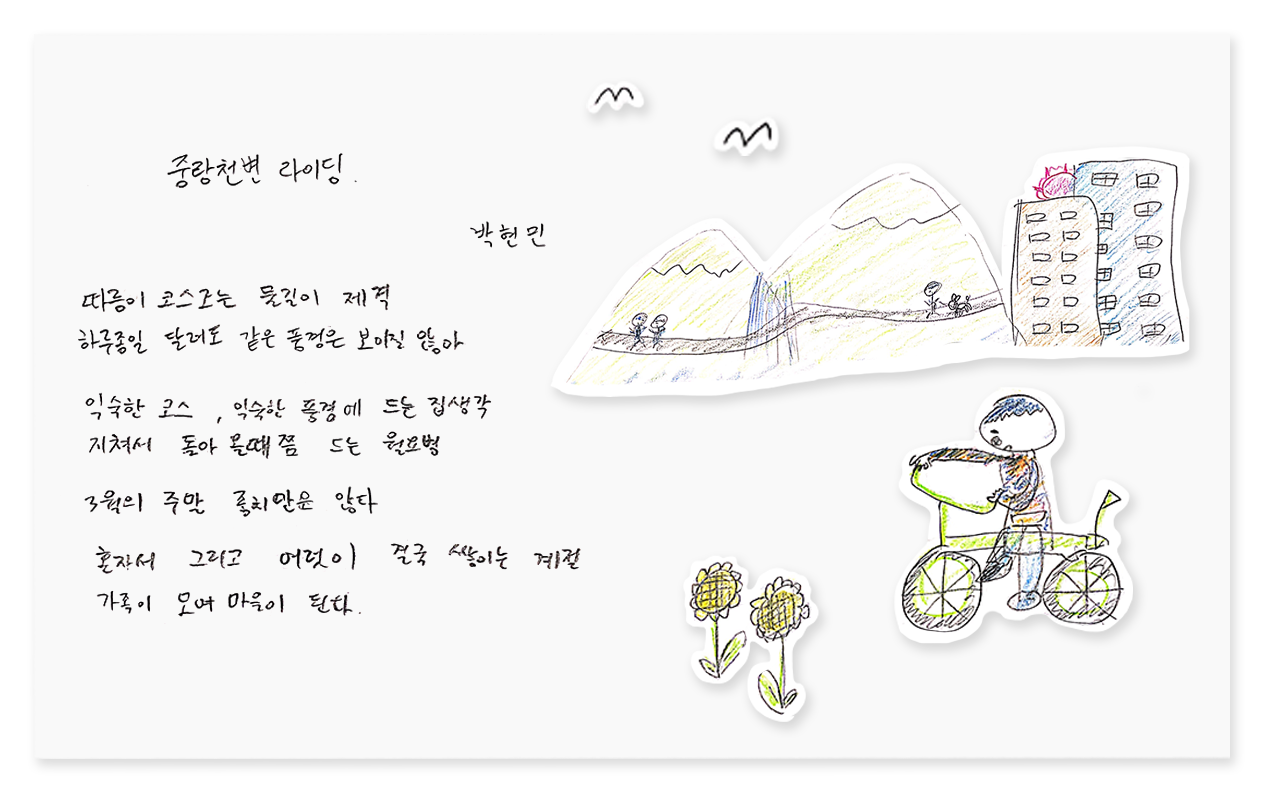 중랑천변 라이딩.
박현민
따릉이 코스로는 물길이 제격
하루종일 달려도 같은 풍경은 보이질 않아
익숙한 코스, 익숙한 풍경에 드는 집생각
지쳐서 돌아 올때쯤 드는 월요병
3월의 주말 놓치만은 않다
혼자서 그리고 여럿이 결국 쌓이는 계절
가족이 모여 마을이 된다.